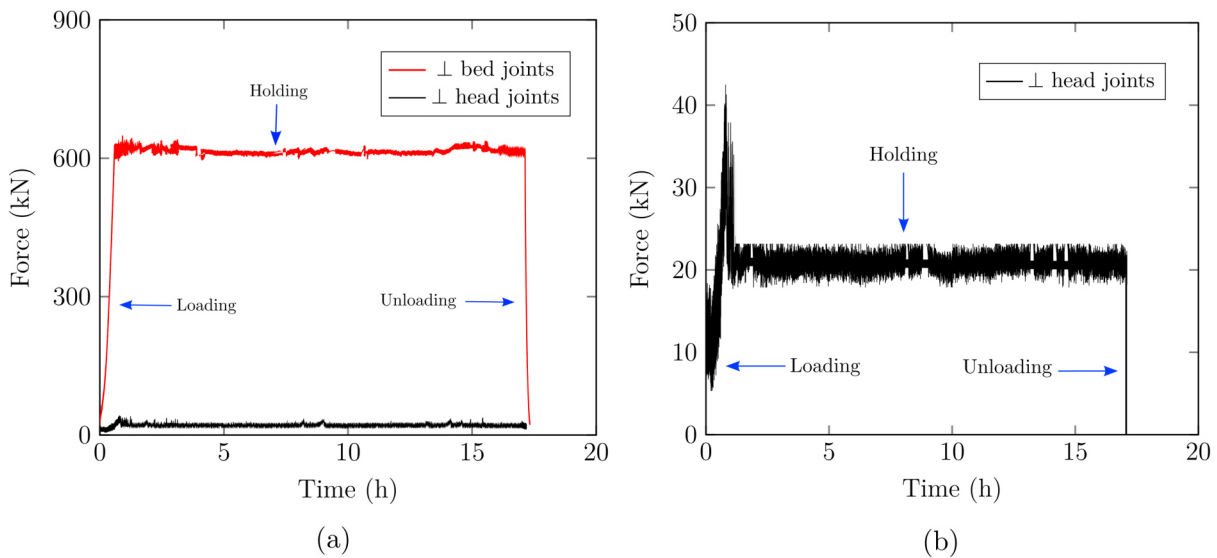 900
600
300
0
Force (kN)
⊥ bed joints
⊥ head joints
Holding
Loading
Unloading
0
5
10
15
20
Time (h)
(a)
50
40
30
20
10
0
Force (kN)
⊥ head joints
Holding
Loading
Unloading
0
5
10
15
20
Time (h)
(b)